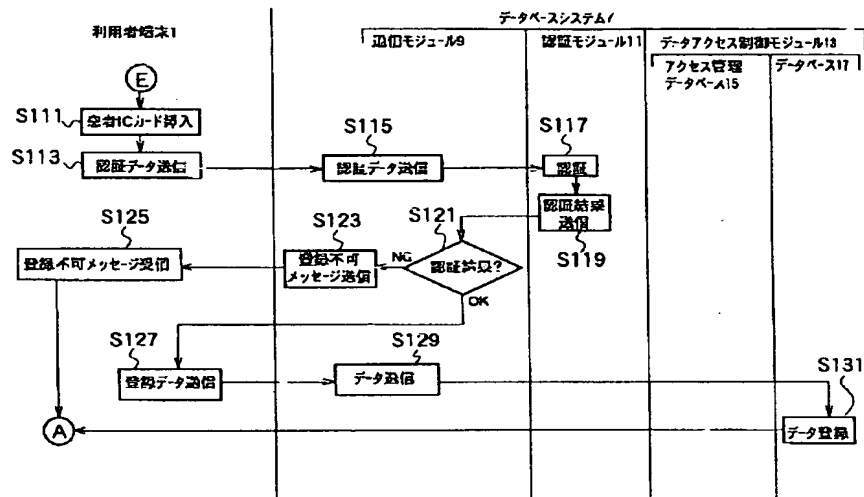 データベースシステム7
利用者端末1
通信モジュール9
認証モジュール11
データアクセス制御モジュール13
アクセス管理
データベース15
データベース17
E
S111
患者ICカード挿入
S113
認証データ送信
S115
認証データ送信
S117
認証
認証結果
送信
S119
S121
認証結果?
NG
OK
S123
登録不可
メッセージ送信
S125
登録不可メッセージ受信
S127
登録データ送信
S129
データ送信
S131
データ登録
A